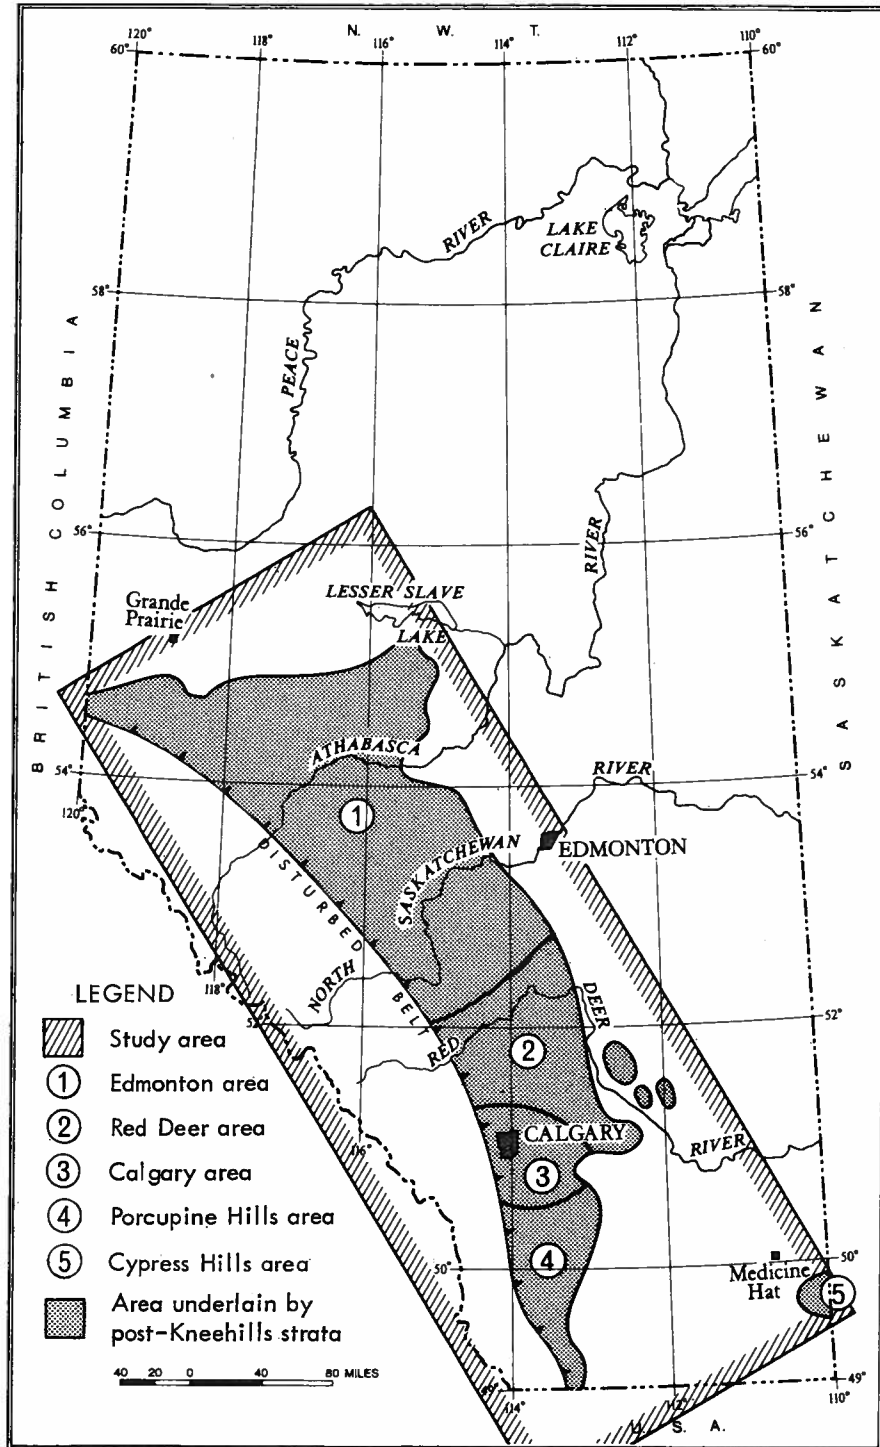 N. W. T.
120°
118°
116°
114°
112°
110°
60°
60°
RIVER
LAKE
CLAIRE
58°
58°
PEACE
BRITISH COLUMBIA
SASKATCHEWAN
56°
56°
RIVER
LESSER SLAVE
LAKE
Grande
Prairie
ATHABASCA
RIVER
54°
54°
120°
1
DISTURBED
BELT
SASKATCHEWAN
EDMONTON
NORTH
118°
DEER
52°
RED
2
LEGEND
Study area
1 Edmonton area
2 Red Deer area
3 Calgary area
4 Porcupine Hills area
5 Cypress Hills area
Area underlain by
post-Kneehills strata
CALGARY
RIVER
116°
3
4
50°
50°
Medicine
Hat
5
40 20 0 40 80 MILES
49°
49°
114°
112°
110°
U. S. A.